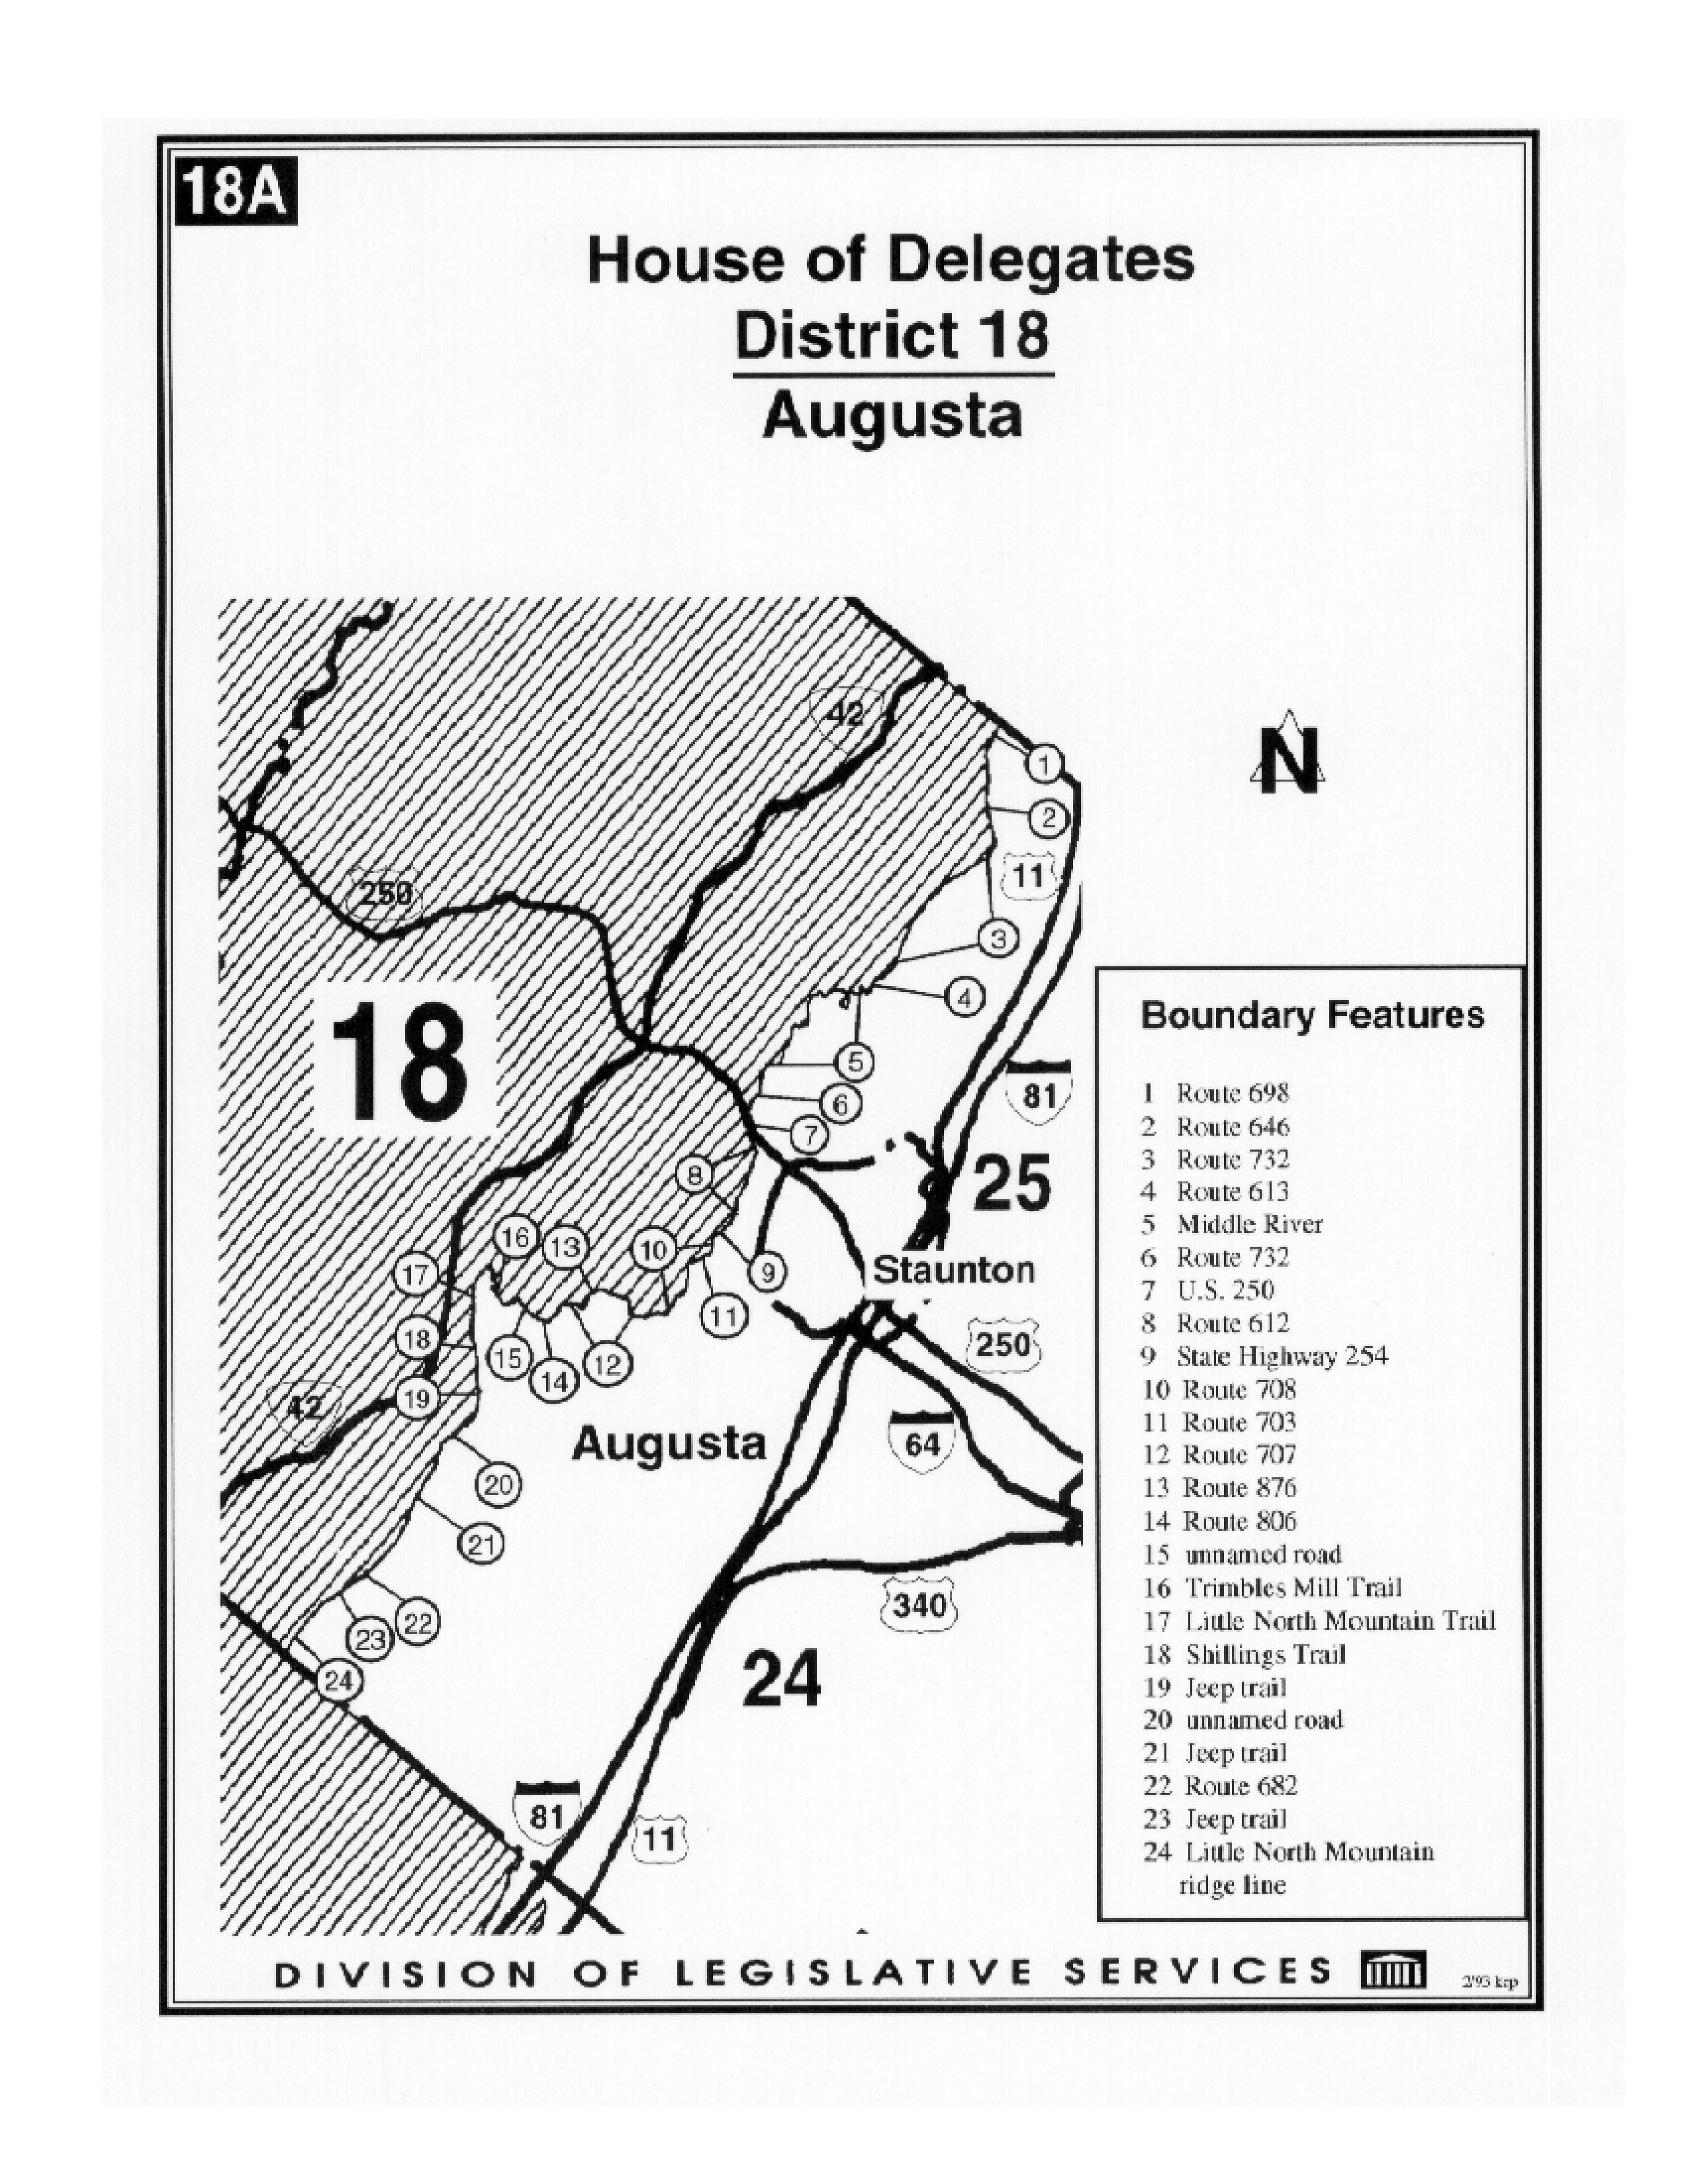 18A
House of Delegates
District 18
Augusta
42
N
1
2
11
250
3
18
4
5
81
6
7
8
25
16
13
10
9
Staunton
17
11
18
15
14
12
250
19
42
Augusta
64
20
21
340
22
23
24
24
81
11
Boundary Features
1 Route 698
2 Route 646
3 Route 732
4 Route 613
5 Middle River
6 Route 732
7 U.S. 250
8 Route 612
9 State Highway 254
10 Route 708
11 Route 703
12 Route 707
13 Route 876
14 Route 806
15 unnamed road
16 Trimbles Mill Trail
17 Little North Mountain Trail
18 Shillings Trail
19 Jeep trail
20 unnamed road
21 Jeep trail
22 Route 682
23 Jeep trail
24 Little North Mountain
ridge line
DIVISION OF LEGISLATIVE SERVICES
2/93 krp